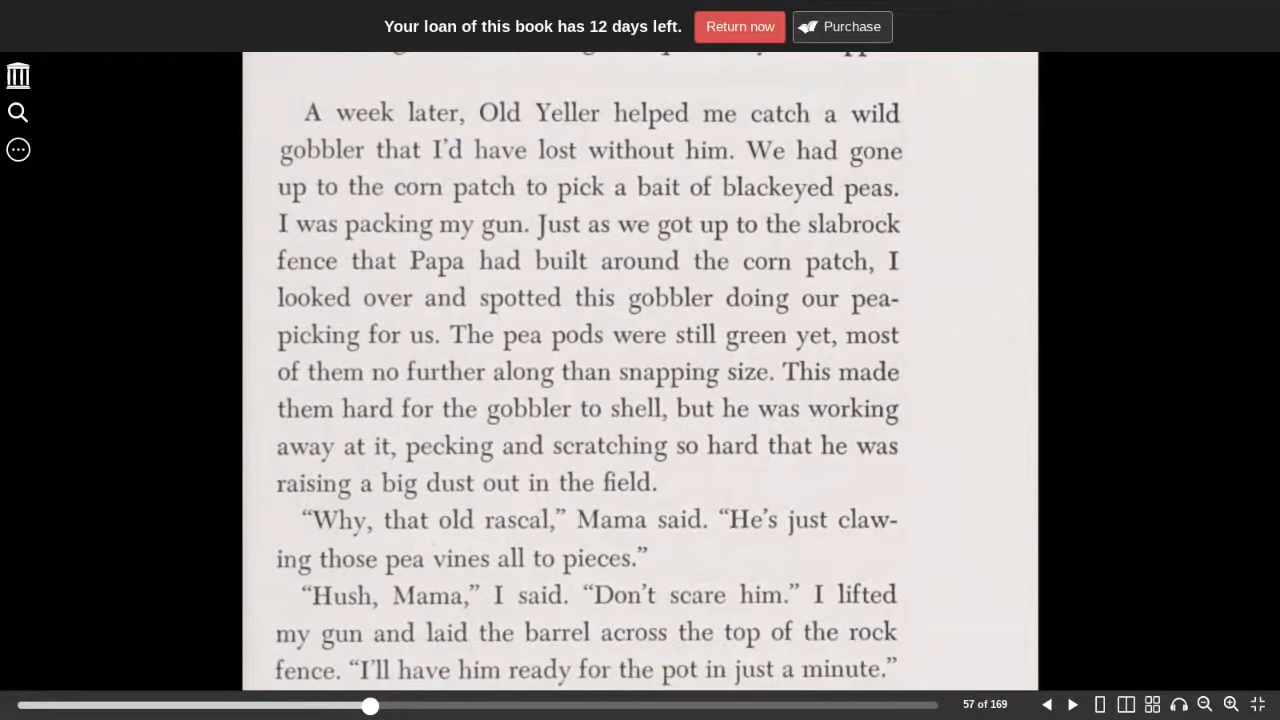 Your loan of this book has 12 days left. Return now Purchase
A week later, Old Yeller helped me catch a wild
gobbler that I'd have lost without him. We had gone
up to the corn patch to pick a bait of blackeyed peas.
I was packing my gun. Just as we got up to the slabrock
fence that Papa had built around the corn patch, I
looked over and spotted this gobbler doing our pea-
picking for us. The pea pods were still green yet, most
of them no further along than snapping size. This made
them hard for the gobbler to shell, but he was working
away at it, pecking and scratching so hard that he was
raising a big dust out in the field.
“Why, that old rascal,” Mama said. “He's just claw-
ing those pea vines all to pieces.”
“Hush, Mama,” I said. “Don't scare him.” I lifted
my gun and laid the barrel across the top of the rock
fence. “I'll have him ready for the pot in just a minute.”
57 of 169